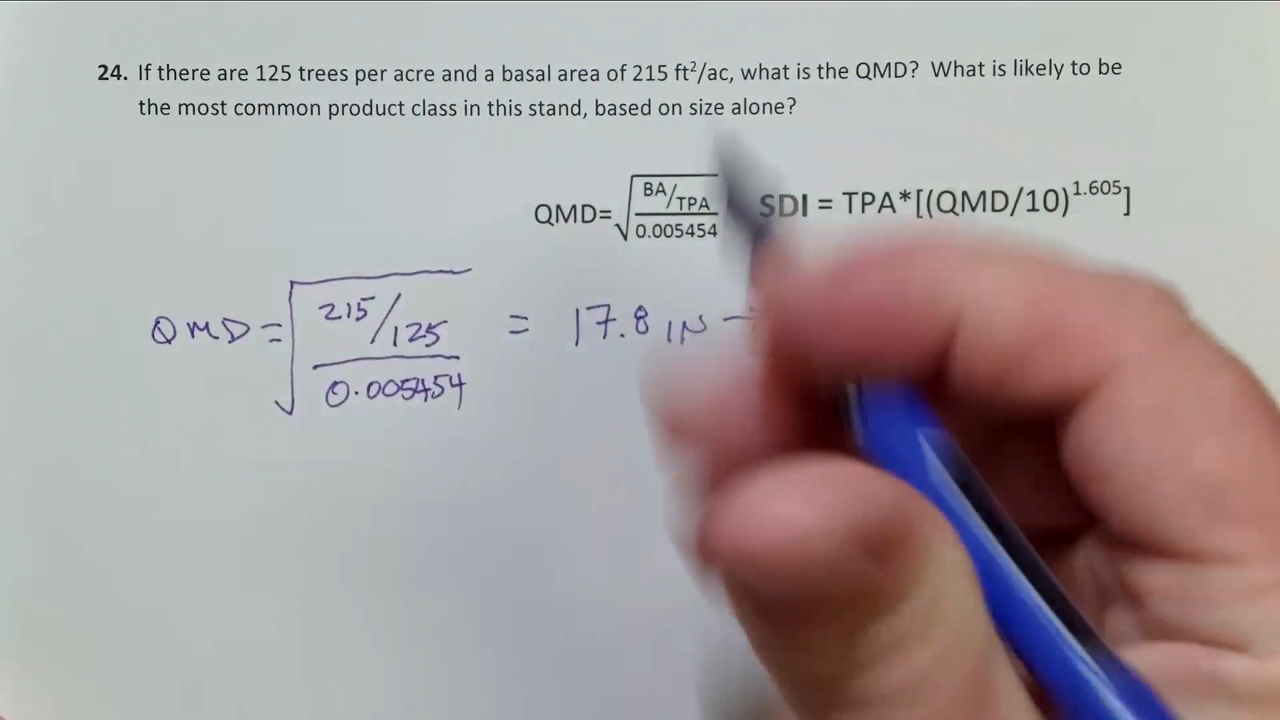 24. If there are 125 trees per acre and a basal area of 215 ft²/ac, what is the QMD? What is likely to be
the most common product class in this stand, based on size alone?
QMD=√((BA/TPA)/0.005454) SDI = TPA*[(QMD/10)^1.605]
QMD = √((215/125)/0.005454) = 17.8 IN →